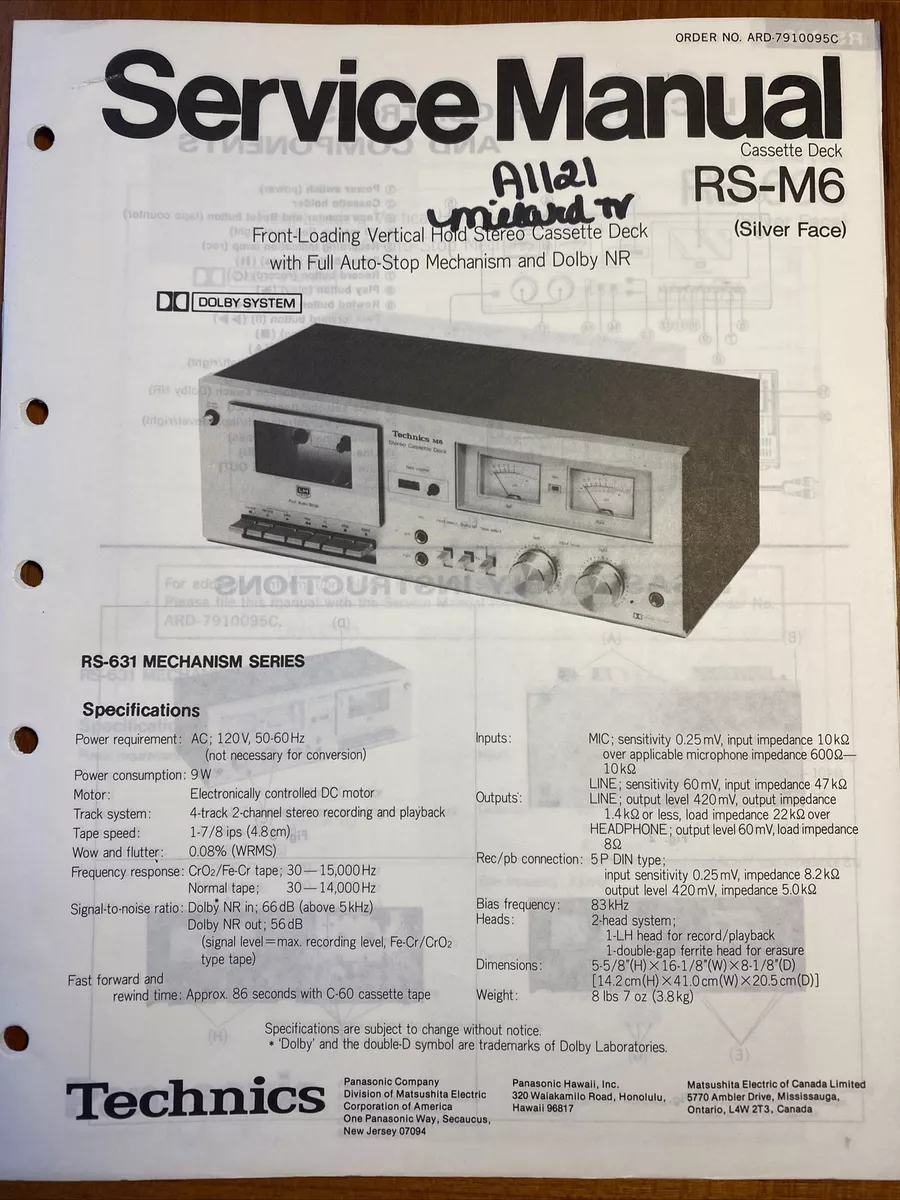 ORDER NO. ARD-7910095C
Service Manual
Cassette Deck
RS-M6
(Silver Face)
A1121
millard TV
Front-Loading Vertical Hold Stereo Cassette Deck
with Full Auto-Stop Mechanism and Dolby NR
DOLBY SYSTEM
Technics M6
Stereo Cassette Deck
RS-631 MECHANISM SERIES
Specifications
Power requirement: AC; 120V, 50-60Hz
(not necessary for conversion)
Power consumption: 9W
Motor: Electronically controlled DC motor
Track system: 4-track 2-channel stereo recording and playback
Tape speed: 1-7/8 ips (4.8cm)
Wow and flutter: 0.08% (WRMS)
Frequency response: CrO2/Fe-Cr tape; 30—15,000Hz
Normal tape; 30—14,000Hz
Signal-to-noise ratio: Dolby* NR in; 66dB (above 5kHz)
Dolby NR out; 56dB
(signal level=max. recording level, Fe-Cr/CrO2
type tape)
Fast forward and
rewind time: Approx. 86 seconds with C-60 cassette tape
Inputs: MIC; sensitivity 0.25mV, input impedance 10kΩ
over applicable microphone impedance 600Ω—
10kΩ
LINE; sensitivity 60mV, input impedance 47kΩ
Outputs: LINE; output level 420mV, output impedance
1.4kΩ or less, load impedance 22kΩ over
HEADPHONE; output level 60mV, load impedance
8Ω
Rec/pb connection: 5P DIN type;
input sensitivity 0.25mV, impedance 8.2kΩ
output level 420mV, impedance 5.0kΩ
Bias frequency: 83kHz
Heads: 2-head system;
1-LH head for record/playback
1-double-gap ferrite head for erasure
Dimensions: 5-5/8"(H)×16-1/8"(W)×8-1/8"(D)
[14.2cm(H)×41.0cm(W)×20.5cm(D)]
Weight: 8 lbs 7 oz (3.8kg)
Specifications are subject to change without notice.
* 'Dolby' and the double-D symbol are trademarks of Dolby Laboratories.
Technics
Panasonic Company
Division of Matsushita Electric
Corporation of America
One Panasonic Way, Secaucus,
New Jersey 07094
Panasonic Hawaii, Inc.
320 Waiakamilo Road, Honolulu,
Hawaii 96817
Matsushita Electric of Canada Limited
5770 Ambler Drive, Mississauga,
Ontario, L4W 2T3, Canada